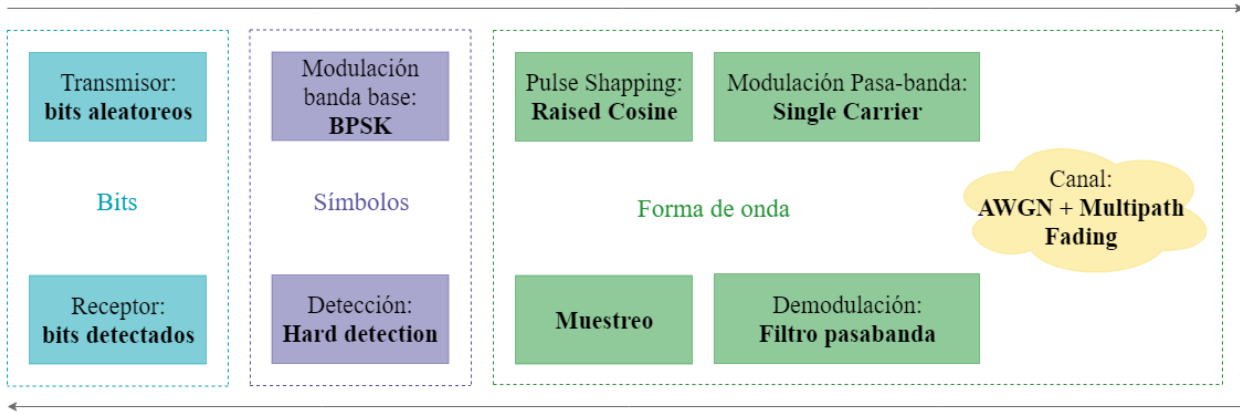 Transmisor:
bits aleatoreos
Modulación
banda base:
BPSK
Pulse Shapping:
Raised Cosine
Modulación Pasa-banda:
Single Carrier
Bits
Símbolos
Forma de onda
Canal:
AWGN + Multipath
Fading
Receptor:
bits detectados
Detección:
Hard detection
Muestreo
Demodulación:
Filtro pasabanda